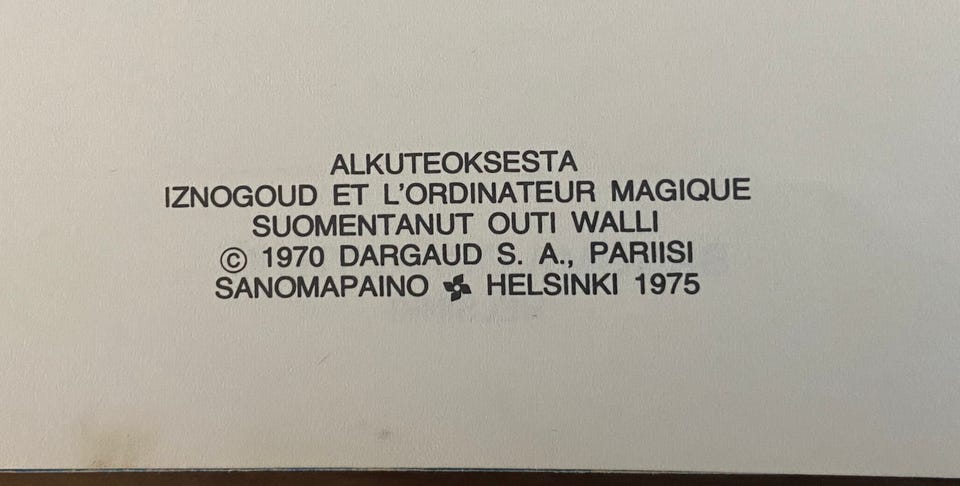 ALKUTEOKSESTA
IZNOGOUD ET L'ORDINATEUR MAGIQUE
SUOMENTANUT OUTI WALLI
© 1970 DARGAUD S. A., PARIISI
SANOMAPAINO HELSINKI 1975